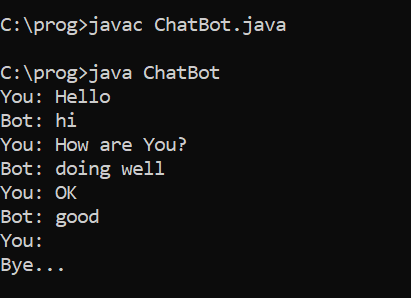 C:\prog>javac ChatBot.java
C:\prog>java ChatBot
You: Hello
Bot: hi
You: How are You?
Bot: doing well
You: OK
Bot: good
You:
Bye...